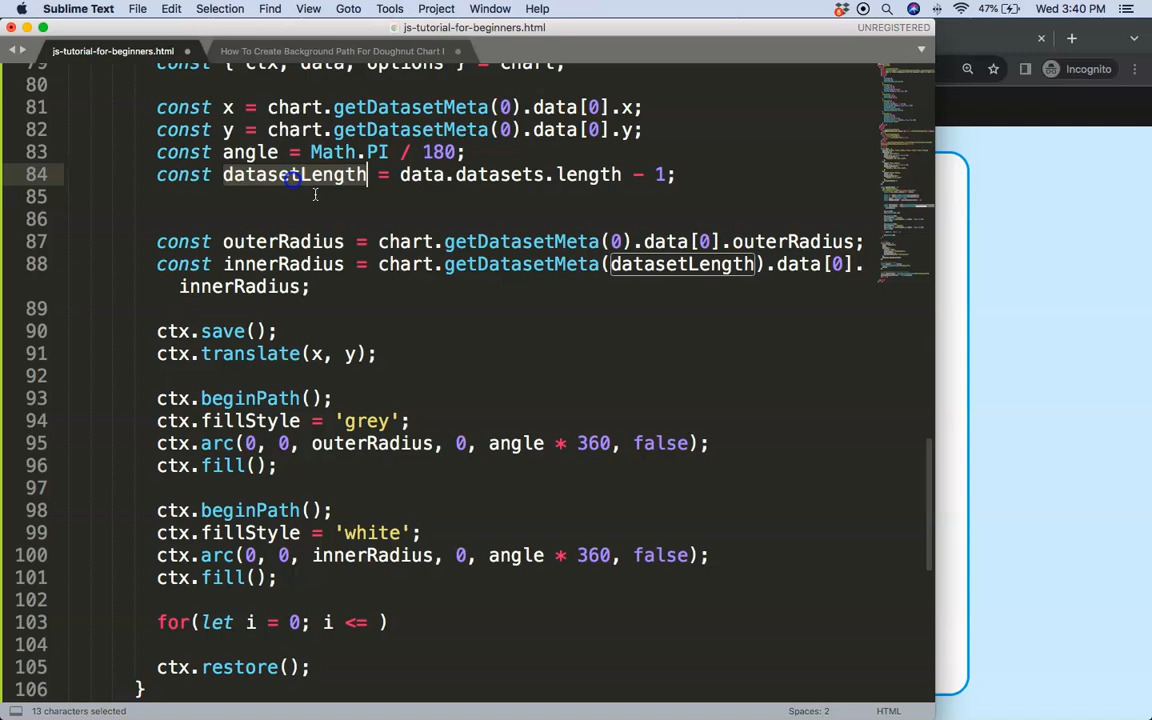 Sublime Text File Edit Selection Find View Goto Tools Project Window Help 47% Wed 3:40 PM
js-tutorial-for-beginners.html UNREGISTERED
js-tutorial-for-beginners.html How To Create Background Path For Doughnut Chart I
Incognito
79 const { ctx, data, options } = chart;
80
81 const x = chart.getDatasetMeta(0).data[0].x;
82 const y = chart.getDatasetMeta(0).data[0].y;
83 const angle = Math.PI / 180;
84 const datasetLength = data.datasets.length - 1;
85
86
87 const outerRadius = chart.getDatasetMeta(0).data[0].outerRadius;
88 const innerRadius = chart.getDatasetMeta(datasetLength).data[0].
innerRadius;
89
90 ctx.save();
91 ctx.translate(x, y);
92
93 ctx.beginPath();
94 ctx.fillStyle = 'grey';
95 ctx.arc(0, 0, outerRadius, 0, angle * 360, false);
96 ctx.fill();
97
98 ctx.beginPath();
99 ctx.fillStyle = 'white';
100 ctx.arc(0, 0, innerRadius, 0, angle * 360, false);
101 ctx.fill();
102
103 for(let i = 0; i <= )
104
105 ctx.restore();
106 }
13 characters selected Spaces: 2 HTML